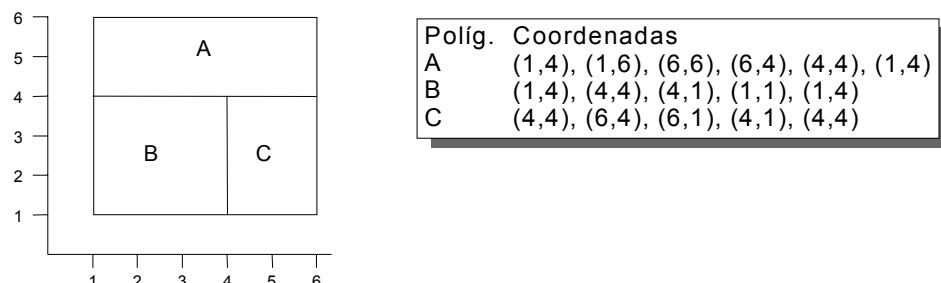 6
5
4
3
2
1
A
B
C
1 2 3 4 5 6
Políg. Coordenadas
A (1,4), (1,6), (6,6), (6,4), (4,4), (1,4)
B (1,4), (4,4), (4,1), (1,1), (1,4)
C (4,4), (6,4), (6,1), (4,1), (4,4)